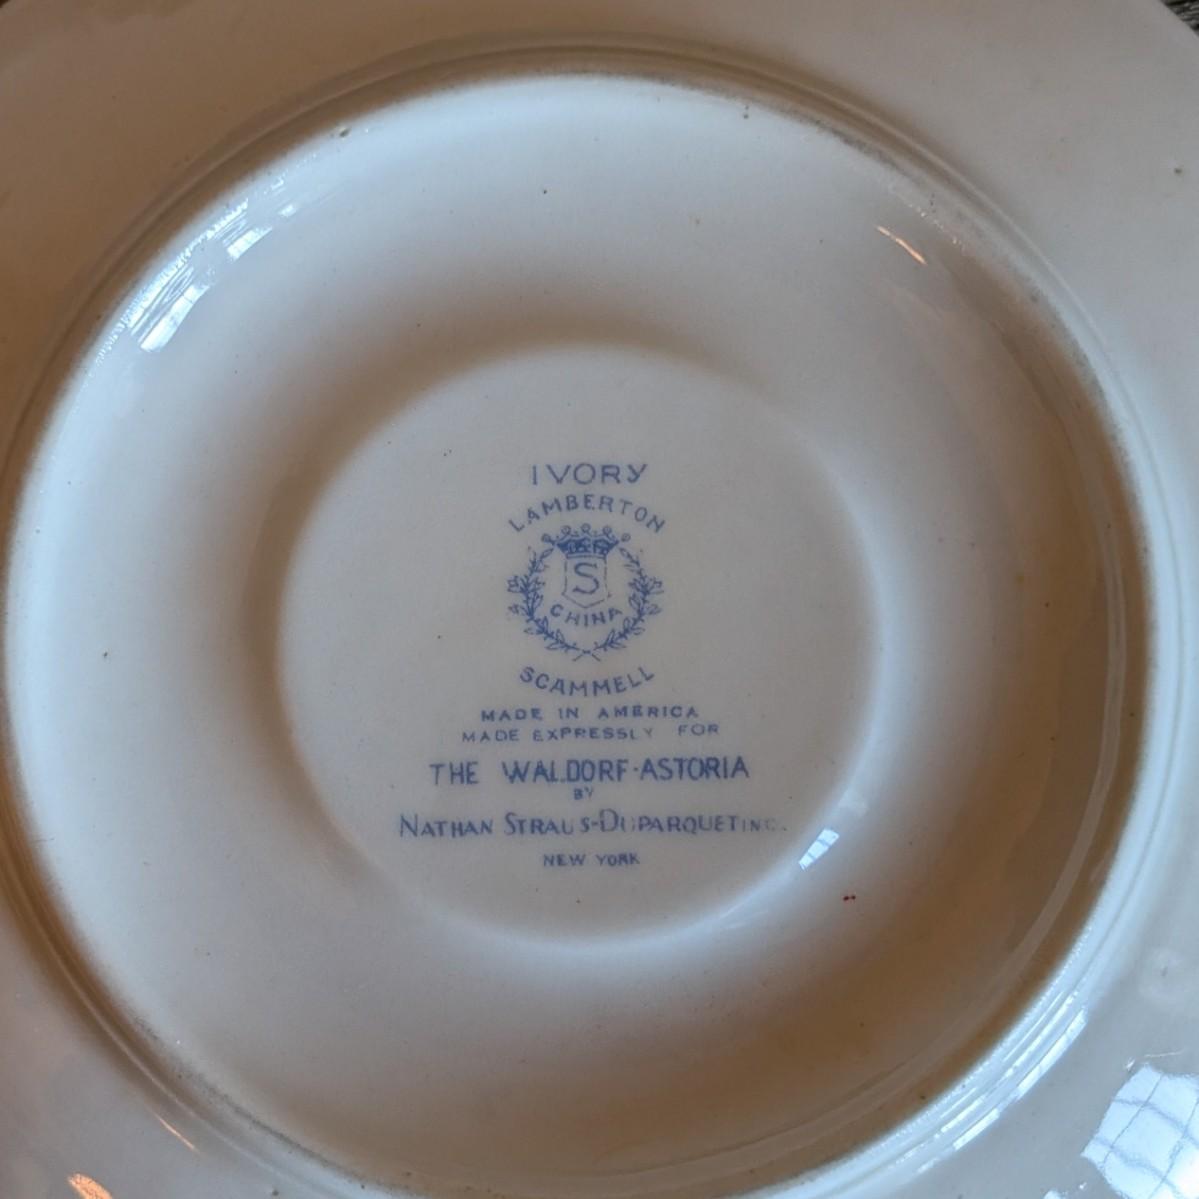 IVORY
LAMBERTON
S
CHINA
SCAMMELL
MADE IN AMERICA
MADE EXPRESSLY FOR
THE WALDORF-ASTORIA
BY
NATHAN STRAUS-DUPARQUET INC.
NEW YORK